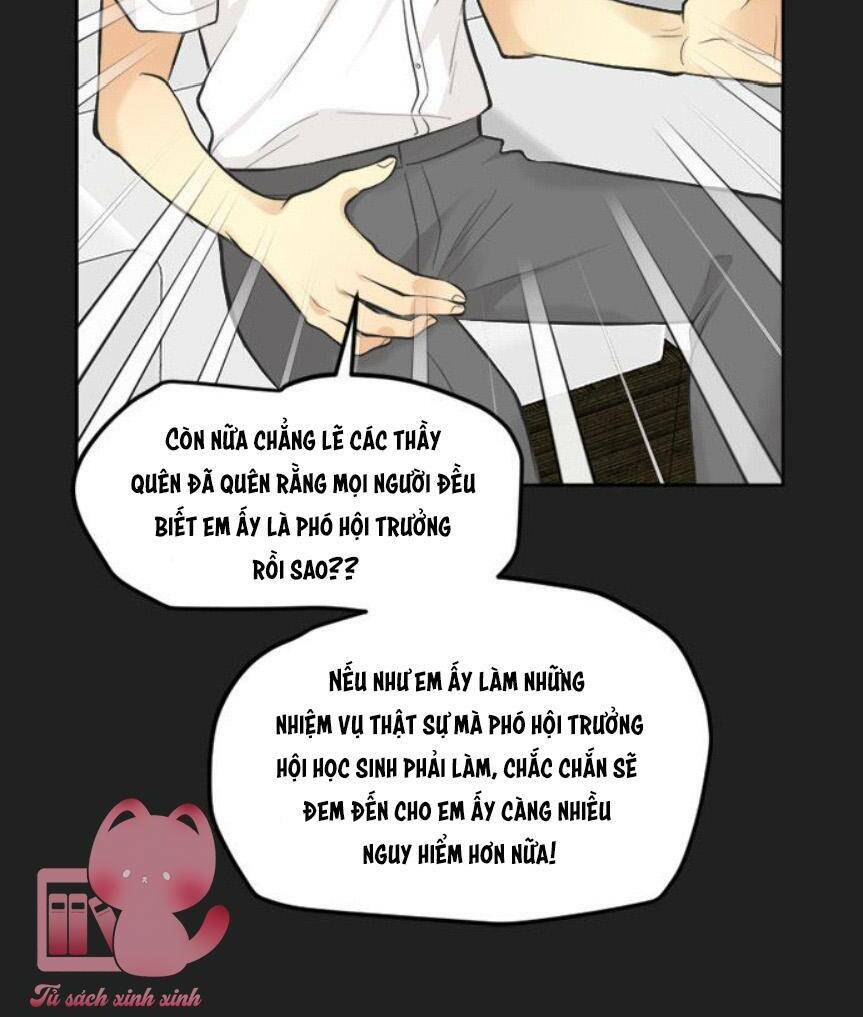 CÒN NỮA CHẲNG LẼ CÁC THẦY
QUÊN ĐÃ QUÊN RẰNG MỌI NGƯỜI ĐỀU
BIẾT EM ẤY LÀ PHÓ HỘI TRƯỞNG
RỒI SAO??
NẾU NHƯ EM ẤY LÀM NHỮNG
NHIỆM VỤ THẬT SỰ MÀ PHÓ HỘI TRƯỞNG
HỘI HỌC SINH PHẢI LÀM, CHẮC CHẮN SẼ
ĐEM ĐẾN CHO EM ẤY CÀNG NHIỀU
NGUY HIỂM HƠN NỮA!
Tủ sách xinh xinh